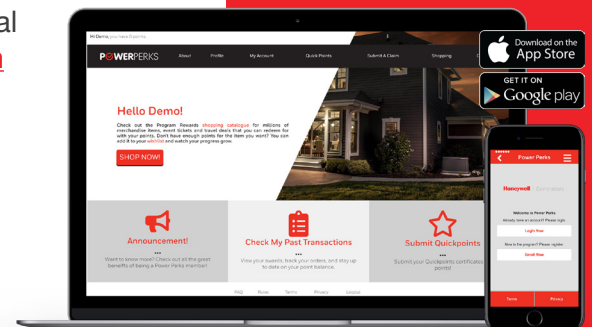 al
n
Hi Demo, you have 0 points
POWERPERKS
About
Profile
My Account
Quick Points
Submit A Claim
Shopping
Hello Demo!
Check out the Program Rewards shopping catalogue for millions of
merchandise items, event tickets and travel deals that you can redeem for
with your points. Don't have enough points for the item you want? You can
add it to your wishlist and watch your progress grow.
SHOP NOW!
Announcement!
Want to know more? Check out all the great
benefits of being a Power Perks member!
Check My Past Transactions
View your awards, track your orders, and stay up
to date on your point balance.
Submit Quickpoints
Submit your Quickpoints certificates
points!
FAQ
Rules
Terms
Privacy
Logout
Download on the
App Store
GET IT ON
Google play
Power Perks
Honeywell
Welcome to Power Perks
Already have an account? Please login
Login Now
New to the program? Please register.
Enroll Now
Terms
Privacy